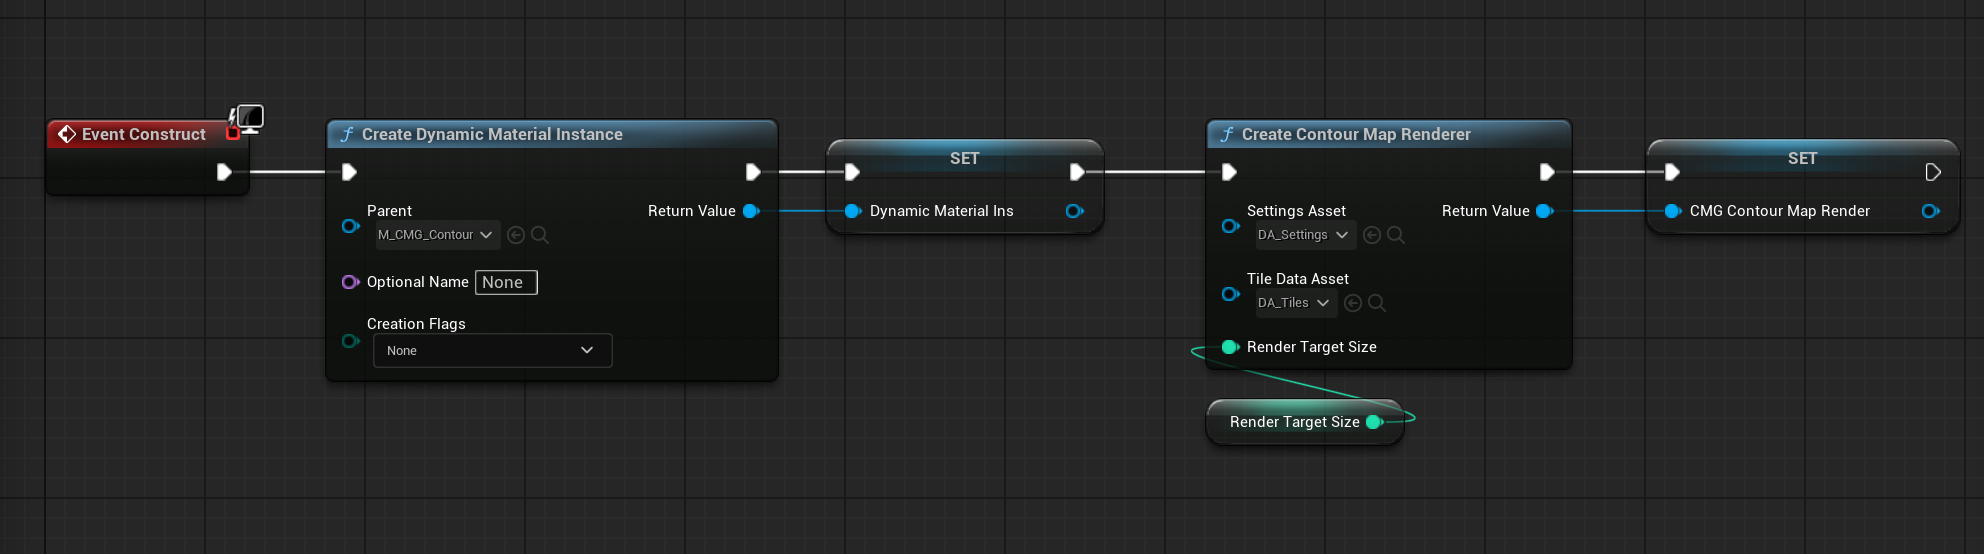 Event Construct
f Create Dynamic Material Instance
Parent
M_CMG_Contour
Return Value
Optional Name None
Creation Flags
None
SET
Dynamic Material Ins
f Create Contour Map Renderer
Settings Asset
DA_Settings
Return Value
Tile Data Asset
DA_Tiles
Render Target Size
Render Target Size
SET
CMG Contour Map Render